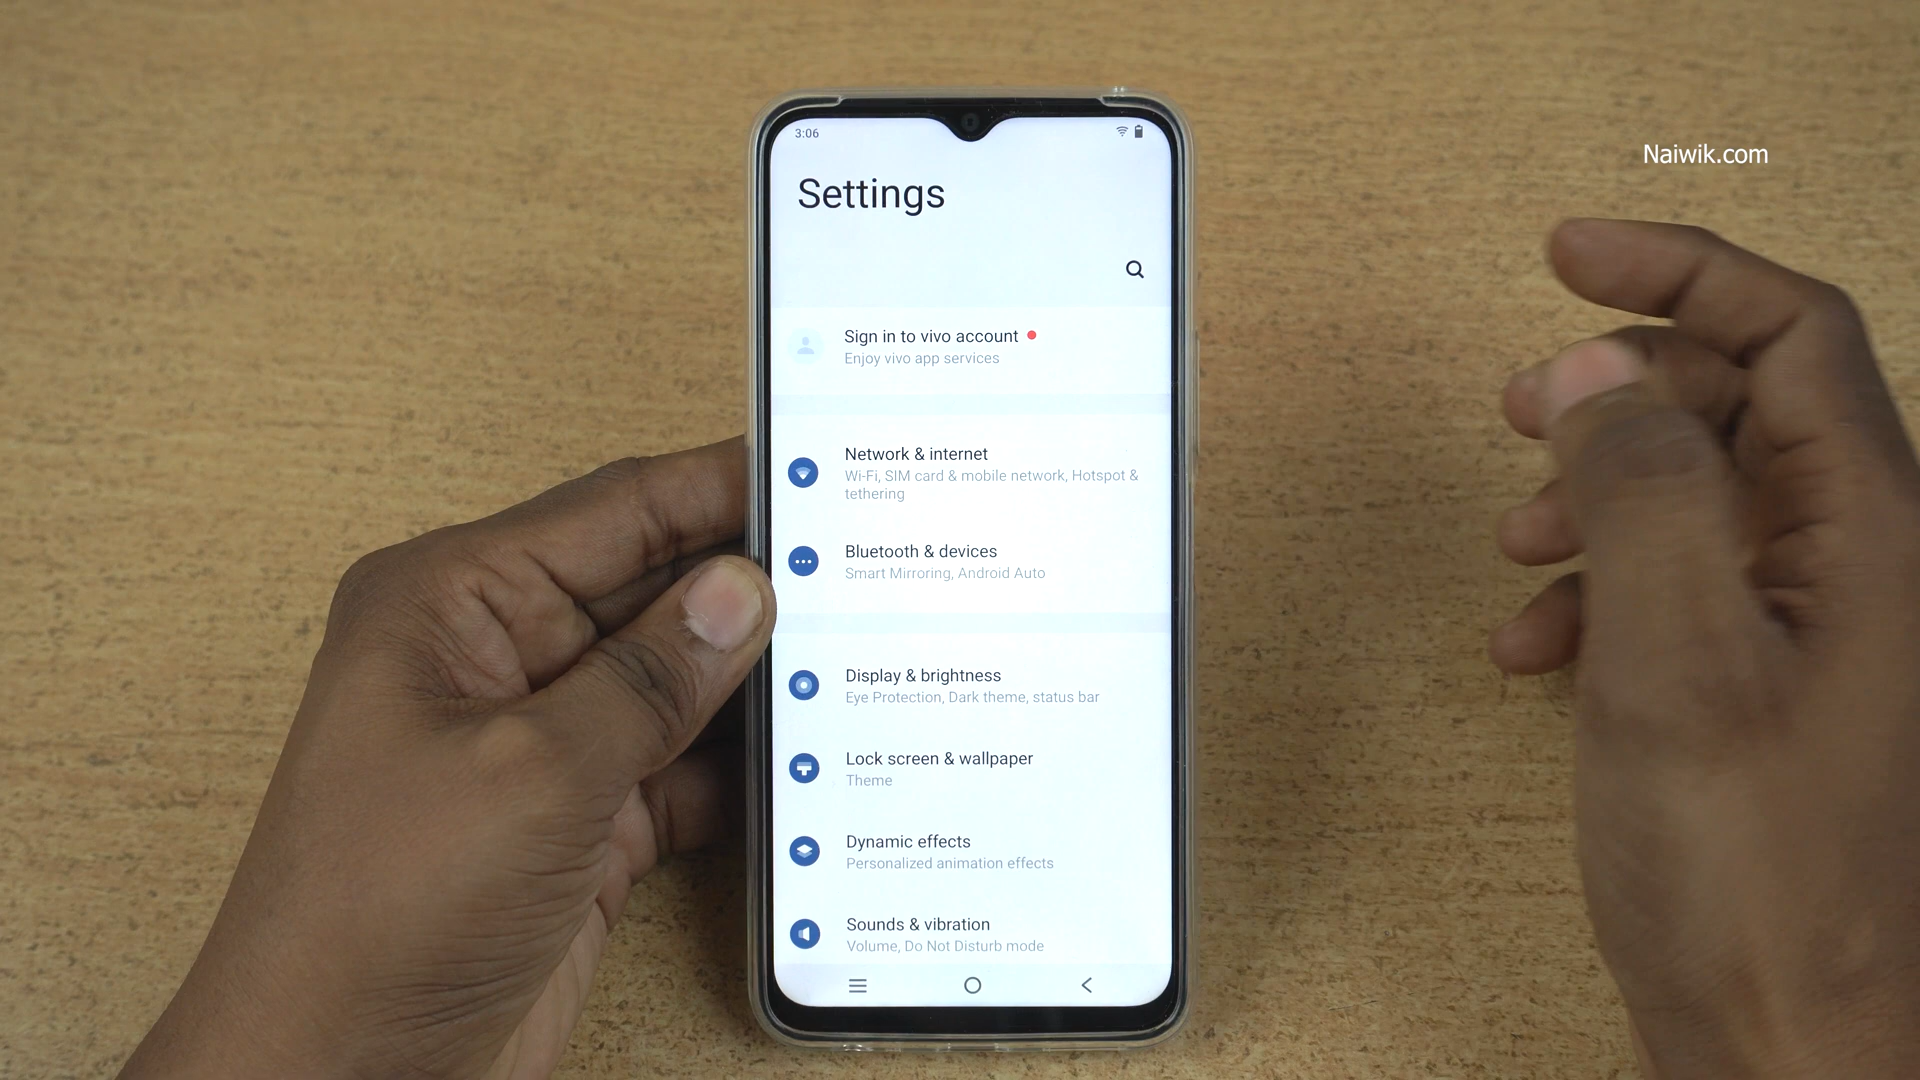 3:06
Naiwik.com
Settings
Sign in to vivo account
Enjoy vivo app services
Network & internet
Wi-Fi, SIM card & mobile network, Hotspot &
tethering
Bluetooth & devices
Smart Mirroring, Android Auto
Display & brightness
Eye Protection, Dark theme, status bar
Lock screen & wallpaper
Theme
Dynamic effects
Personalized animation effects
Sounds & vibration
Volume, Do Not Disturb mode